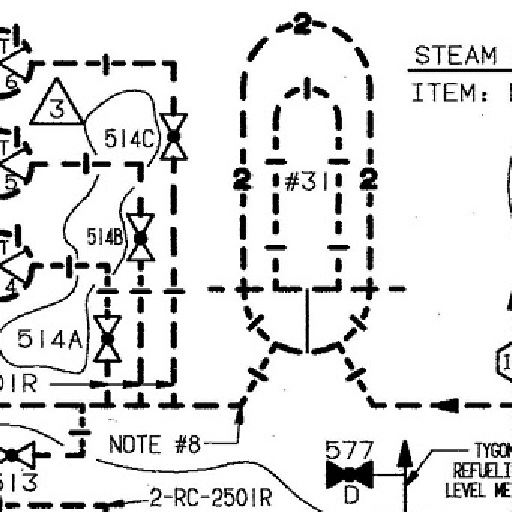 2
STEAM
T
6
3
ITEM:
514C
T
5
2
#31
2
514B
T
4
514A
01R
NOTE #8
577
TYGON
REFUELI
LEVEL ME
513
D
2-RC-2501R